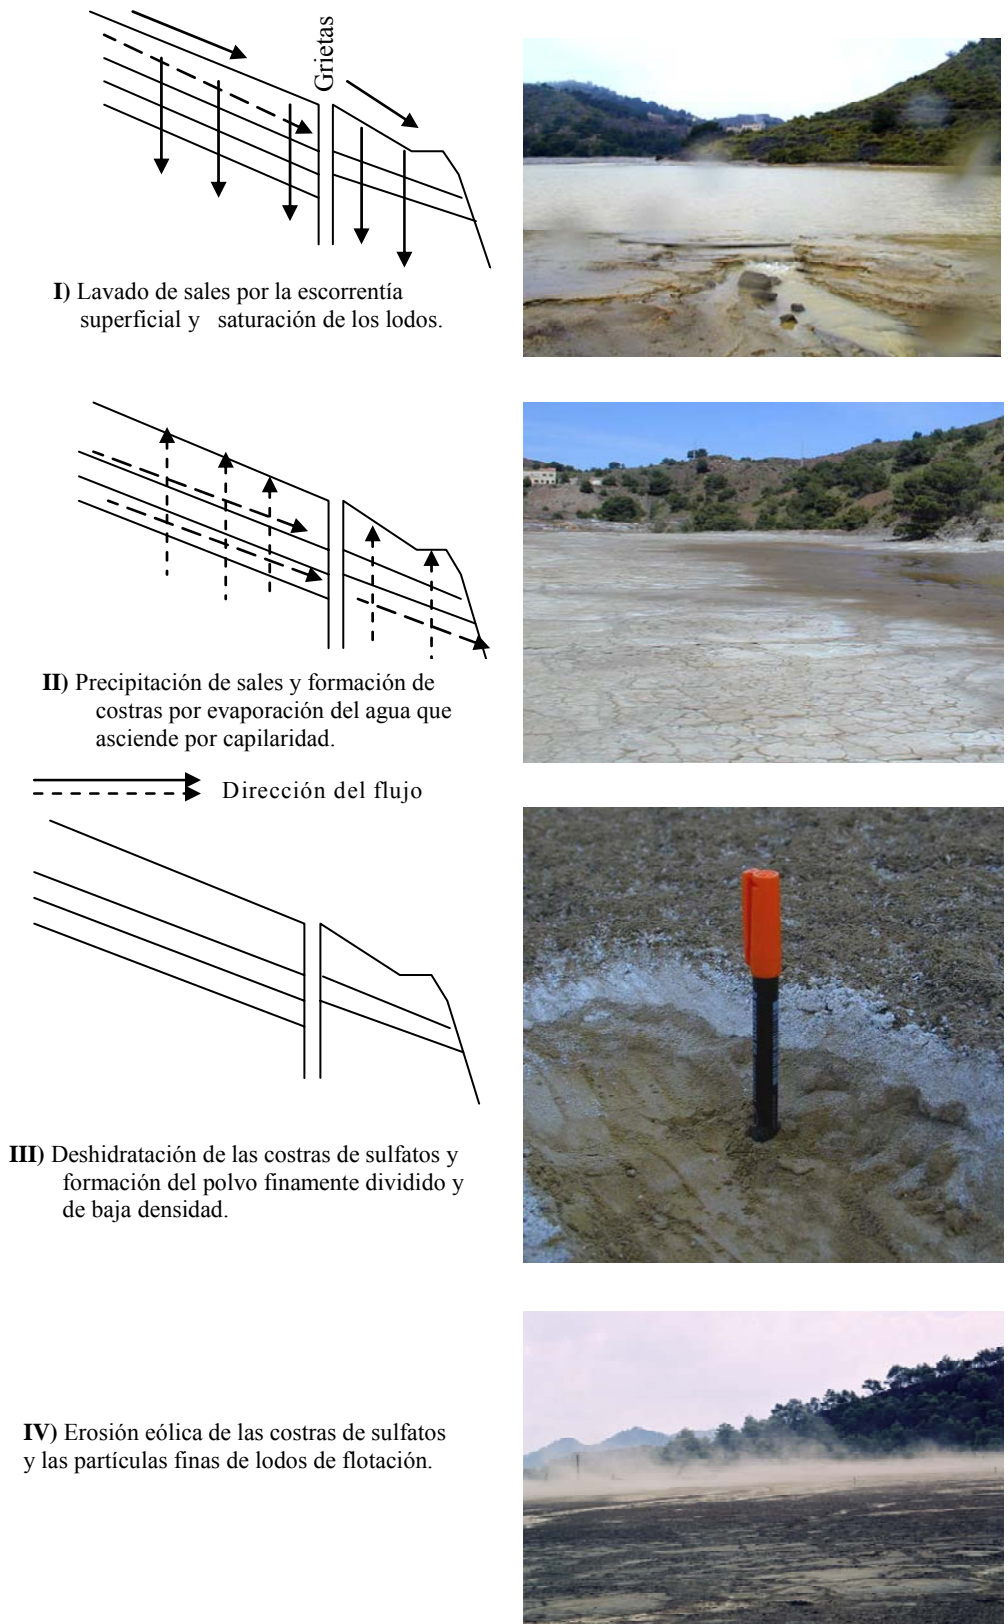 Grietas
I) Lavado de sales por la escorrentía
superficial y saturación de los lodos.
II) Precipitación de sales y formación de
costras por evaporación del agua que
asciende por capilaridad.
Dirección del flujo
III) Deshidratación de las costras de sulfatos y
formación del polvo finamente dividido y
de baja densidad.
IV) Erosión eólica de las costras de sulfatos
y las partículas finas de lodos de flotación.